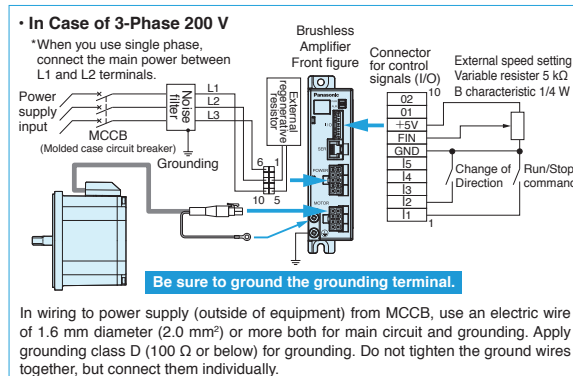 • In Case of 3-Phase 200 V
*When you use single phase,
connect the main power between
L1 and L2 terminals.
Power
supply
input
MCCB
(Molded case circuit breaker)
Noise
filter
Grounding
L1
L2
L3
External
regenerative
resistor
6 1
10 5
Brushless
Amplifier
Front figure
Panasonic
POWER
MOTOR
Connector
for control
signals (I/O)
10
02
01
+5V
FIN
GND
I5
I4
I3
I2
I1
1
External speed setting
Variable resister 5 kΩ
B characteristic 1/4 W
Change of
Direction
Run/Stop
command
Be sure to ground the grounding terminal.
In wiring to power supply (outside of equipment) from MCCB, use an electric wire
of 1.6 mm diameter (2.0 mm²) or more both for main circuit and grounding. Apply
grounding class D (100 Ω or below) for grounding. Do not tighten the ground wires
together, but connect them individually.